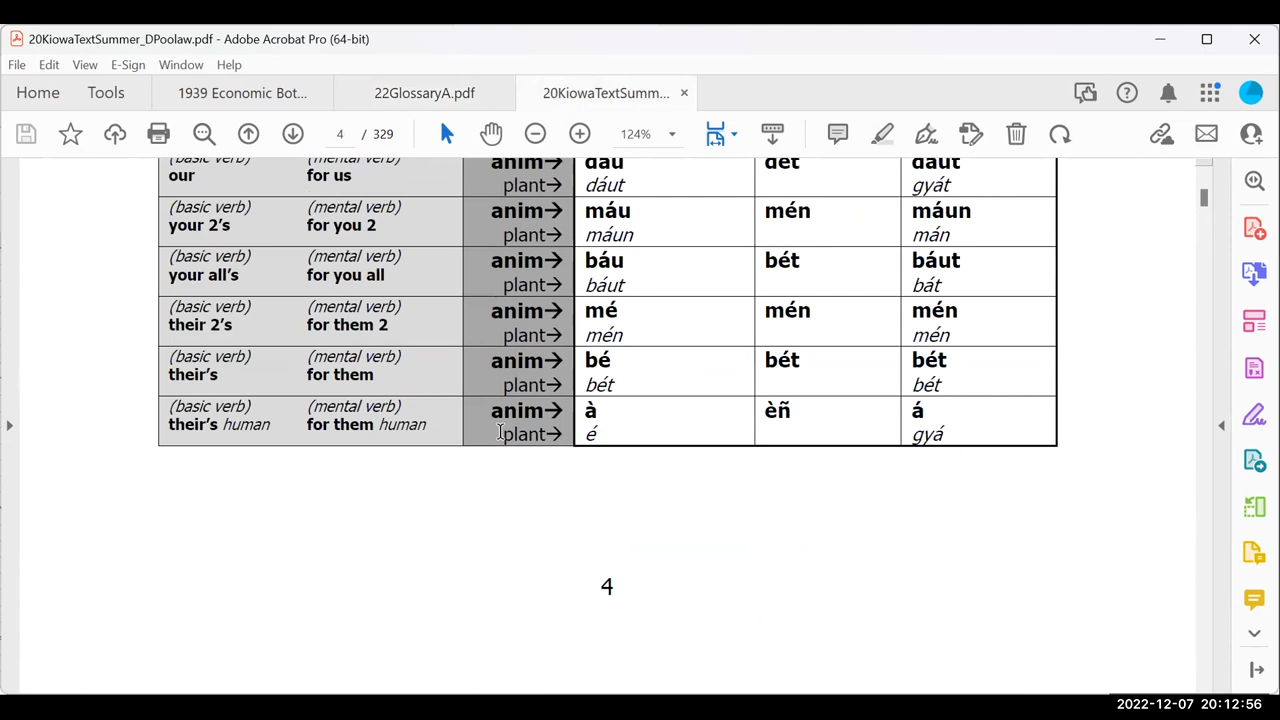 20KiowaTextSummer_DPoolaw.pdf - Adobe Acrobat Pro (64-bit)
File Edit View E-Sign Window Help
Home Tools 1939 Economic Bot... 22GlossaryA.pdf 20KiowaTextSumm... ×
4 / 329 124%
(basic verb) (mental verb) anim→ dáu dét dáut
our for us plant→ dáut gyát
(basic verb) (mental verb) anim→ máu mén máun
your 2's for you 2 plant→ máun mán
(basic verb) (mental verb) anim→ báu bét báut
your all's for you all plant→ báut bát
(basic verb) (mental verb) anim→ mé mén mén
their 2's for them 2 plant→ mén mén
(basic verb) (mental verb) anim→ bé bét bét
their's for them plant→ bét bét
(basic verb) (mental verb) anim→ à èñ á
their's human for them human plant→ é gyá
4
2022-12-07 20:12:56